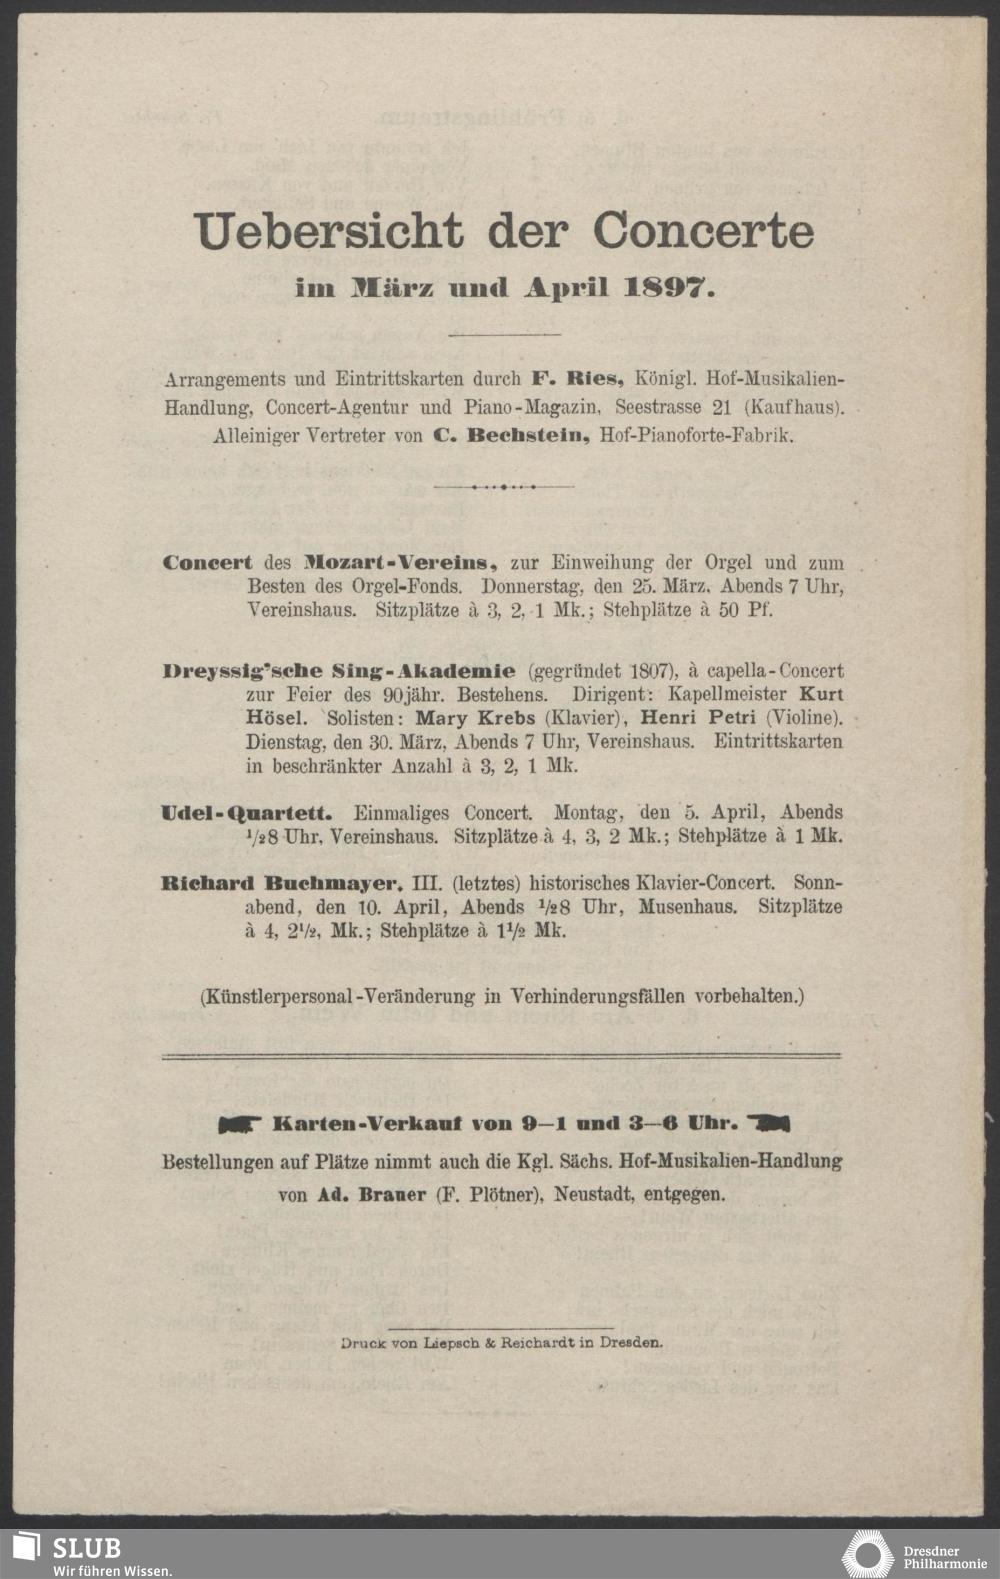 Uebersicht der Concerte
im März und April 1897.
Arrangements und Eintrittskarten durch F. Ries, Königl. Hof-Musikalien-
Handlung, Concert-Agentur und Piano-Magazin, Seestrasse 21 (Kaufhaus).
Alleiniger Vertreter von C. Bechstein, Hof-Pianoforte-Fabrik.
Concert des Mozart-Vereins, zur Einweihung der Orgel und zum
Besten des Orgel-Fonds. Donnerstag, den 25. März, Abends 7 Uhr,
Vereinshaus. Sitzplätze à 3, 2, 1 Mk.; Stehplätze à 50 Pf.
Dreyssig'sche Sing-Akademie (gegründet 1807), à capella-Concert
zur Feier des 90jähr. Bestehens. Dirigent: Kapellmeister Kurt
Hösel. Solisten: Mary Krebs (Klavier), Henri Petri (Violine).
Dienstag, den 30. März, Abends 7 Uhr, Vereinshaus. Eintrittskarten
in beschränkter Anzahl à 3, 2, 1 Mk.
Udel-Quartett. Einmaliges Concert. Montag, den 5. April, Abends
1/28 Uhr, Vereinshaus. Sitzplätze à 4, 3, 2 Mk.; Stehplätze à 1 Mk.
Richard Buchmayer. III. (letztes) historisches Klavier-Concert. Sonn-
abend, den 10. April, Abends 1/28 Uhr, Musenhaus. Sitzplätze
à 4, 21/2, Mk.; Stehplätze à 11/2 Mk.
(Künstlerpersonal-Veränderung in Verhinderungsfällen vorbehalten.)
Karten-Verkauf von 9—1 und 3—6 Uhr.
Bestellungen auf Plätze nimmt auch die Kgl. Sächs. Hof-Musikalien-Handlung
von Ad. Brauer (F. Plötner), Neustadt, entgegen.
Druck von Liepsch & Reichardt in Dresden.
SLUB
Wir führen Wissen.
Dresdner
Philharmonie